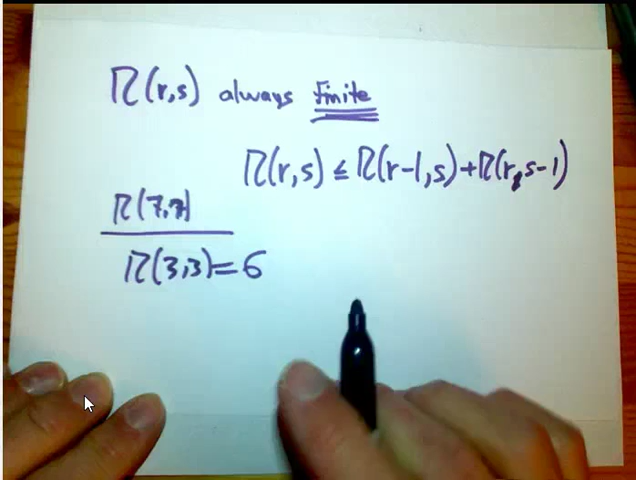 R(r,s) always finite
R(r,s) ≤ R(r-1,s)+R(r,s-1)
R(7,7)
R(3,3)=6